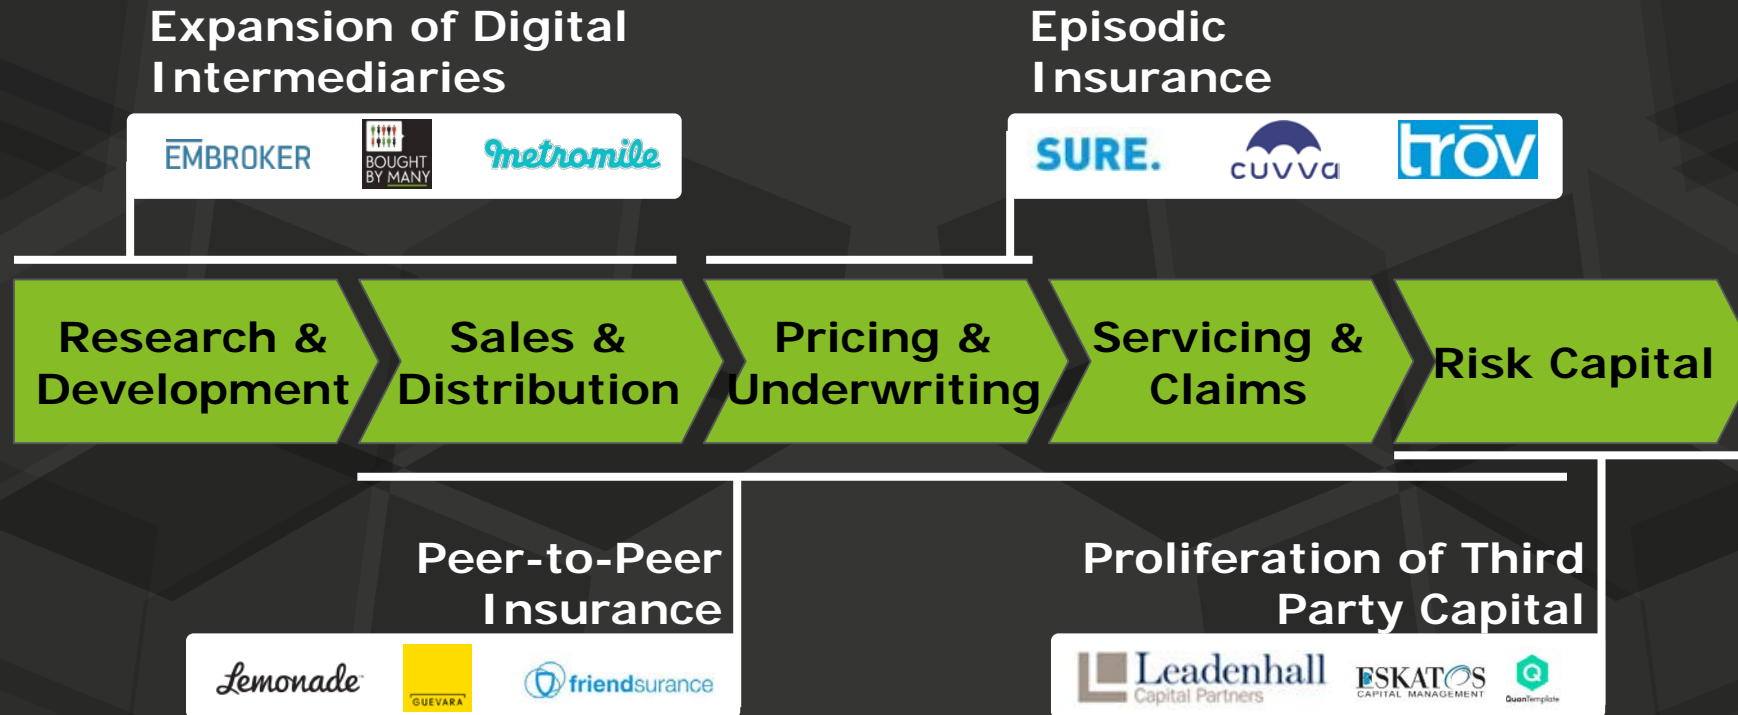 Expansion of Digital
Intermediaries
EMBROKER
BOUGHT
BY MANY
metromile
Episodic
Insurance
SURE.
cuvva
trōv
Research &
Development
Sales &
Distribution
Pricing &
Underwriting
Servicing &
Claims
Risk Capital
Peer-to-Peer
Insurance
Lemonade
GUEVARA
friendsurance
Proliferation of Third
Party Capital
Leadenhall
Capital Partners
ESKATOS
CAPITAL MANAGEMENT
QuanTemplate